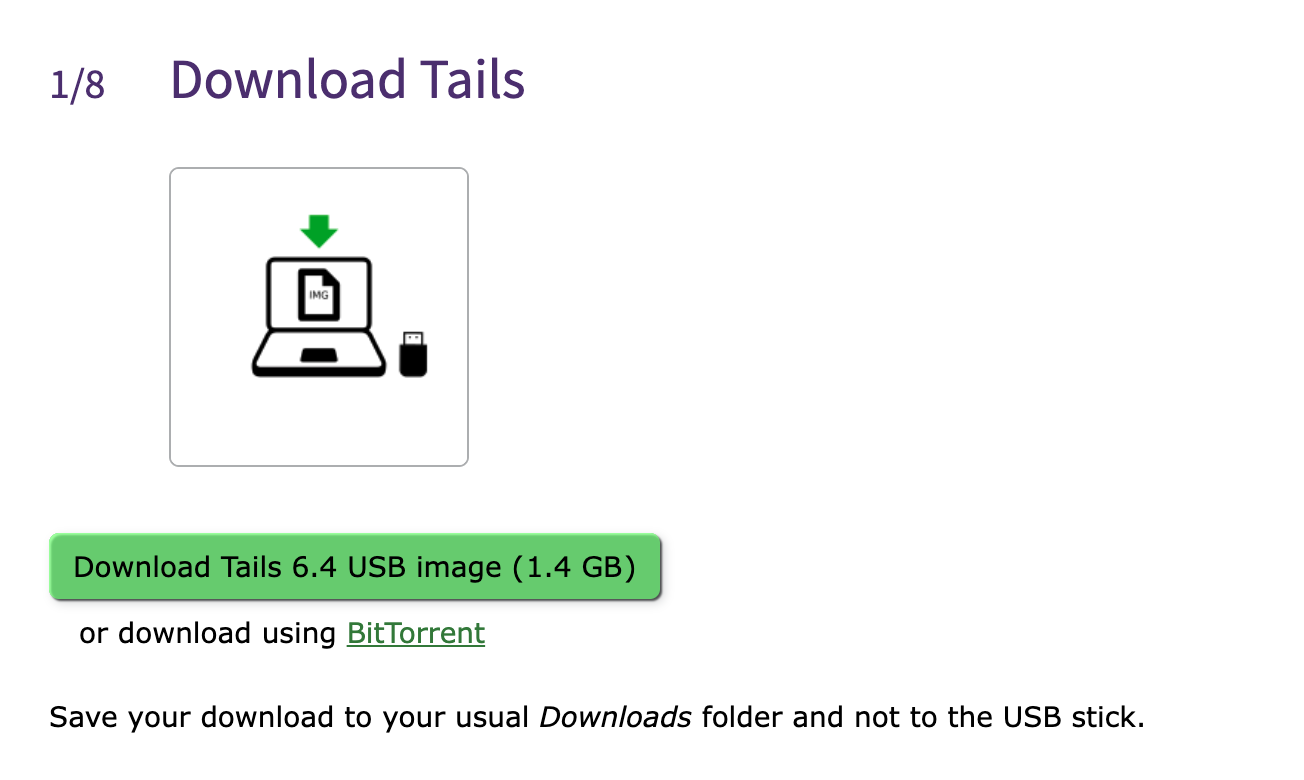 1/8 Download Tails
IMG
Download Tails 6.4 USB image (1.4 GB)
or download using BitTorrent
Save your download to your usual Downloads folder and not to the USB stick.